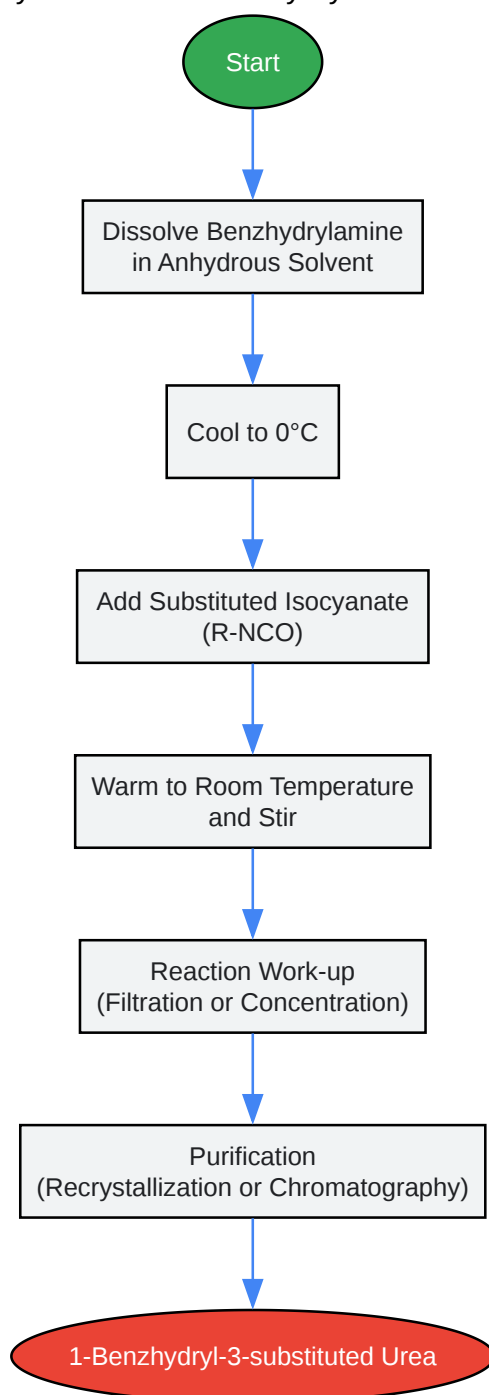 Start
Dissolve Benzhydrylamine
in Anhydrous Solvent
Cool to 0°C
Add Substituted Isocyanate
(R-NCO)
Warm to Room Temperature
and Stir
Reaction Work-up
(Filtration or Concentration)
Purification
(Recrystallization or Chromatography)
1-Benzhydryl-3-substituted Urea